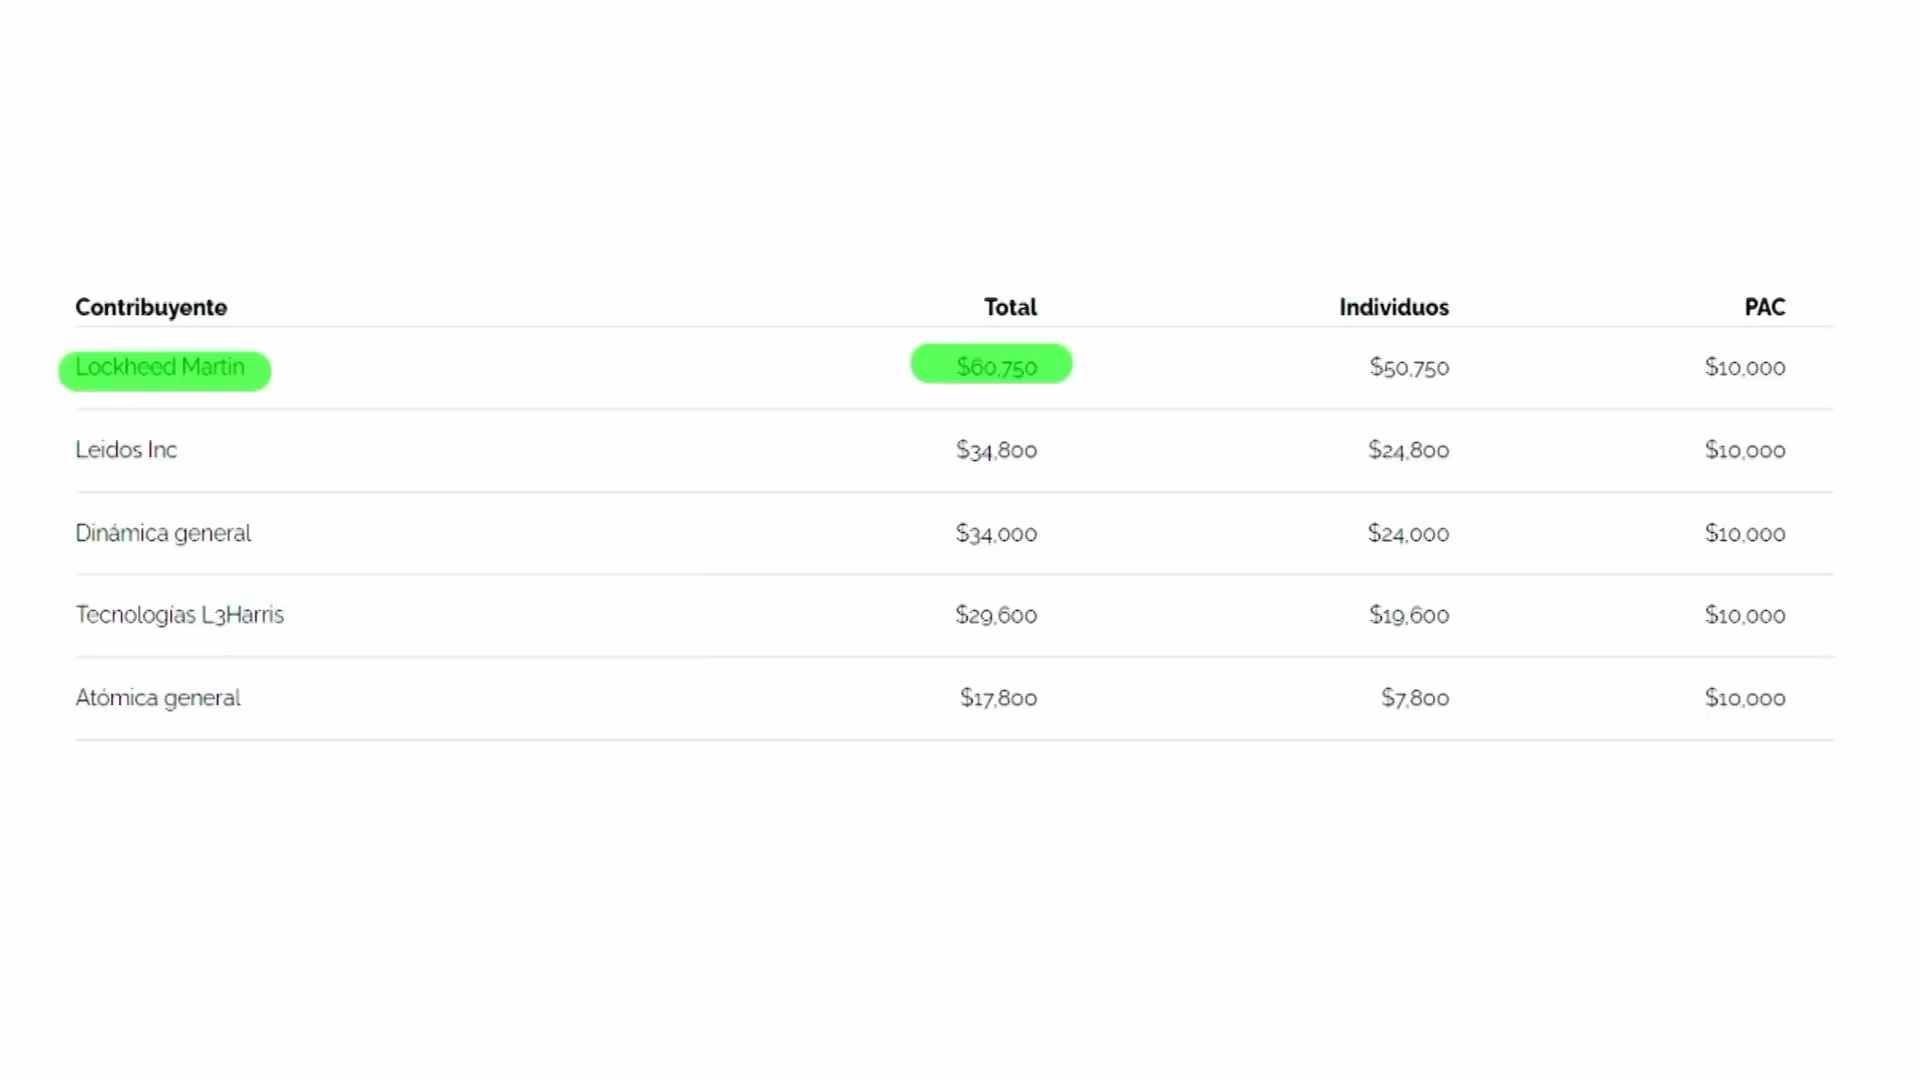 Contribuyente Total Individuos PAC
Lockheed Martin $60,750 $50,750 $10,000
Leidos Inc $34,800 $24,800 $10,000
Dinámica general $34,000 $24,000 $10,000
Tecnologías L3Harris $29,600 $19,600 $10,000
Atómica general $17,800 $7,800 $10,000